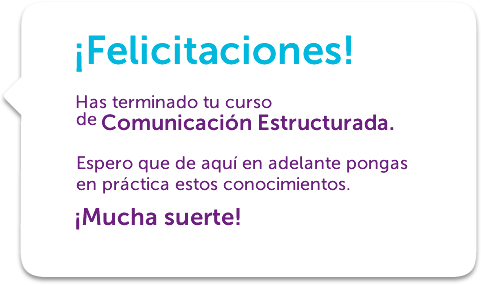 ¡Felicitaciones!
Has terminado tu curso
de Comunicación Estructurada.
Espero que de aquí en adelante pongas
en práctica estos conocimientos.
¡Mucha suerte!